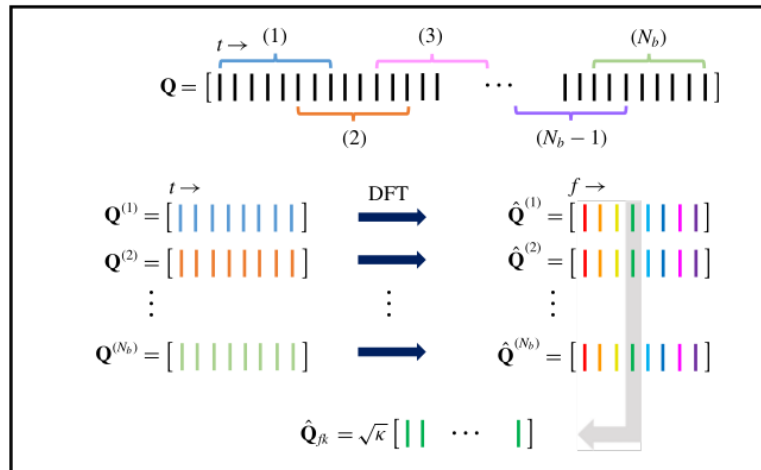 t → (1) (3) (N_b)
Q = [ ··· ]
(2) (N_b − 1)
t → DFT f →
Q^(1) = [ ] Q̂^(1) = [ ]
Q^(2) = [ ] Q̂^(2) = [ ]
⋮ ⋮ ⋮
Q^(N_b) = [ ] Q̂^(N_b) = [ ]
Q̂_fk = √κ [ ··· ]